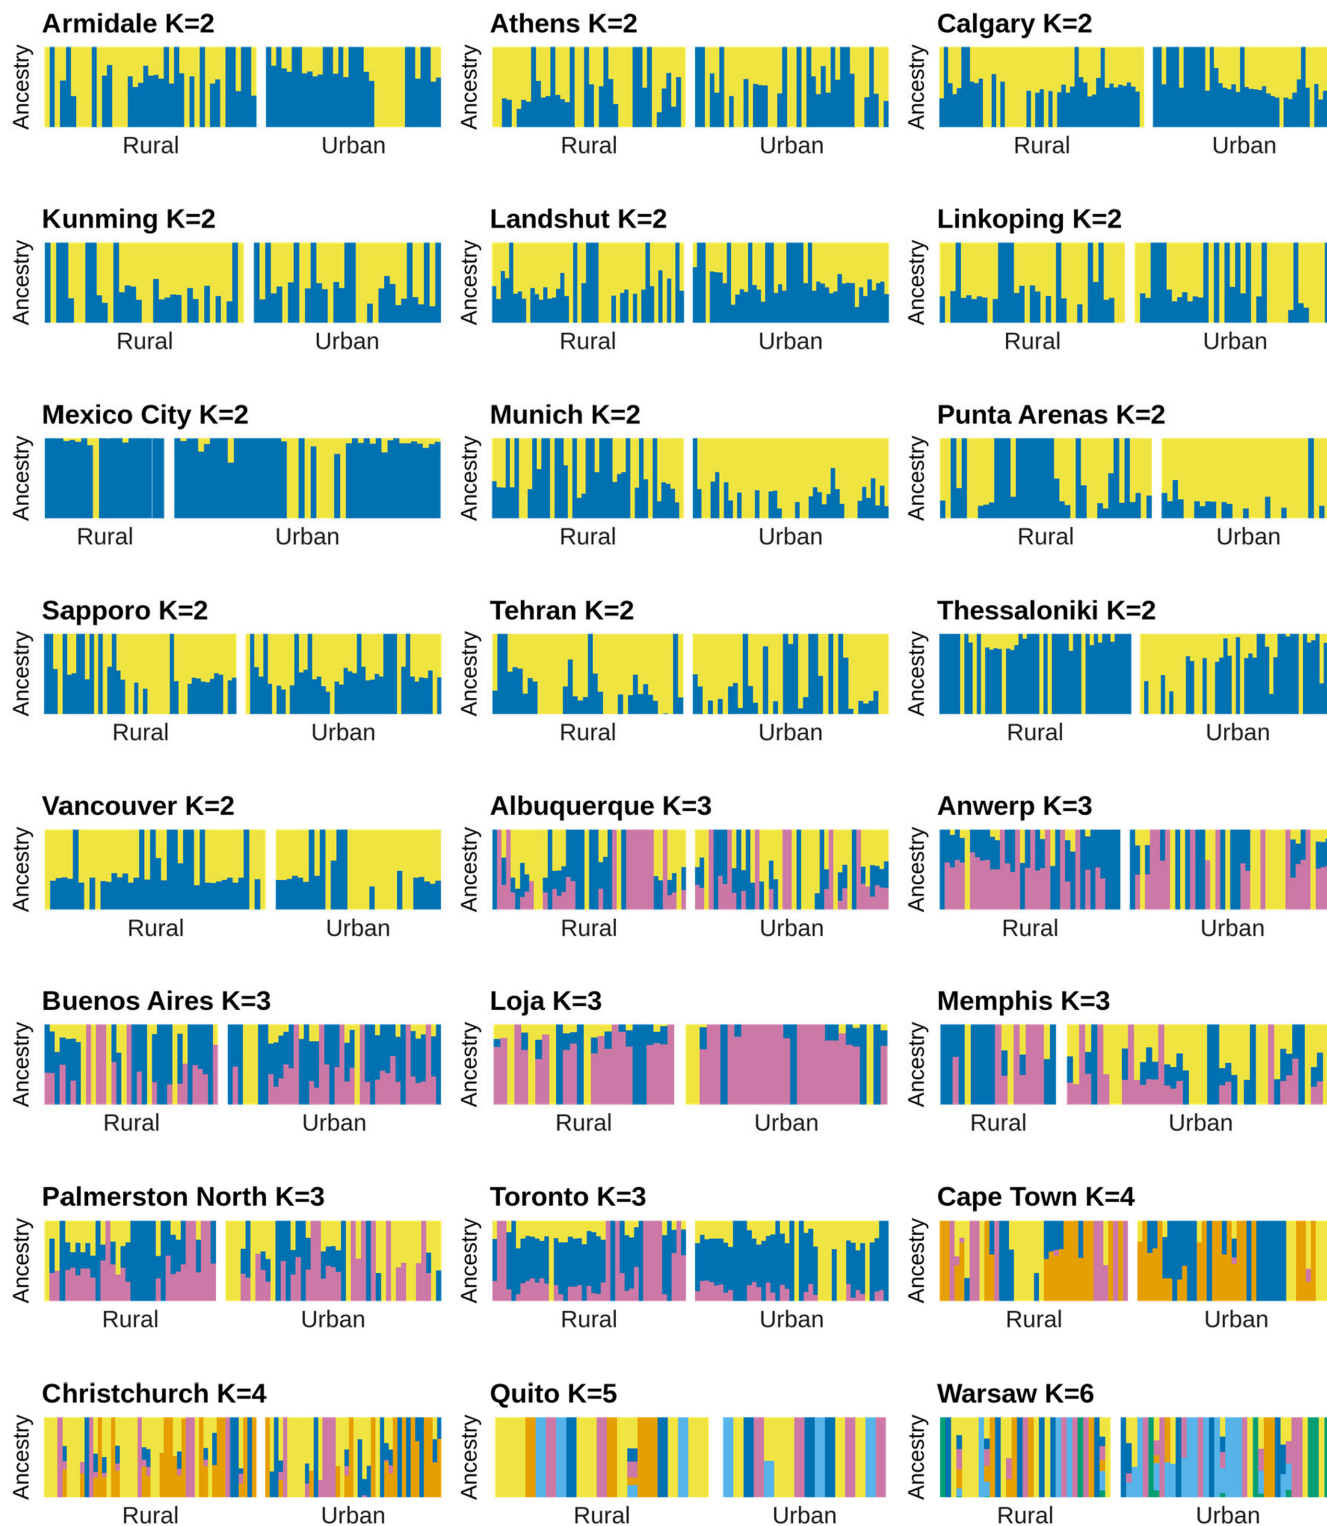 Armidale K=2 Athens K=2 Calgary K=2
Ancestry Ancestry Ancestry
Rural Urban Rural Urban Rural Urban
Kunming K=2 Landshut K=2 Linkoping K=2
Ancestry Ancestry Ancestry
Rural Urban Rural Urban Rural Urban
Mexico City K=2 Munich K=2 Punta Arenas K=2
Ancestry Ancestry Ancestry
Rural Urban Rural Urban Rural Urban
Sapporo K=2 Tehran K=2 Thessaloniki K=2
Ancestry Ancestry Ancestry
Rural Urban Rural Urban Rural Urban
Vancouver K=2 Albuquerque K=3 Anwerp K=3
Ancestry Ancestry Ancestry
Rural Urban Rural Urban Rural Urban
Buenos Aires K=3 Loja K=3 Memphis K=3
Ancestry Ancestry Ancestry
Rural Urban Rural Urban Rural Urban
Palmerston North K=3 Toronto K=3 Cape Town K=4
Ancestry Ancestry Ancestry
Rural Urban Rural Urban Rural Urban
Christchurch K=4 Quito K=5 Warsaw K=6
Ancestry Ancestry Ancestry
Rural Urban Rural Urban Rural Urban